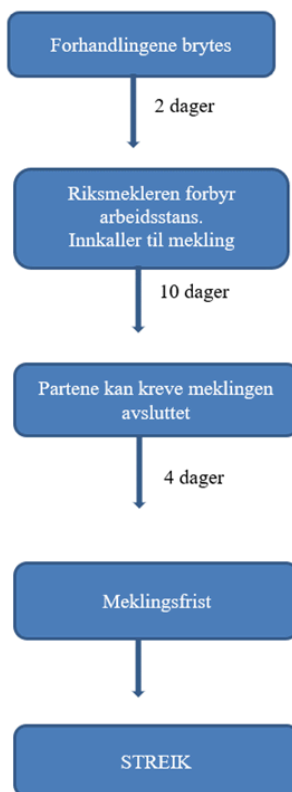 Forhandlingene brytes
2 dager
Riksmekleren forbyr
arbeidsstans.
Innkaller til mekling
10 dager
Partene kan kreve meklingen
avsluttet
4 dager
Meklingsfrist
STREIK